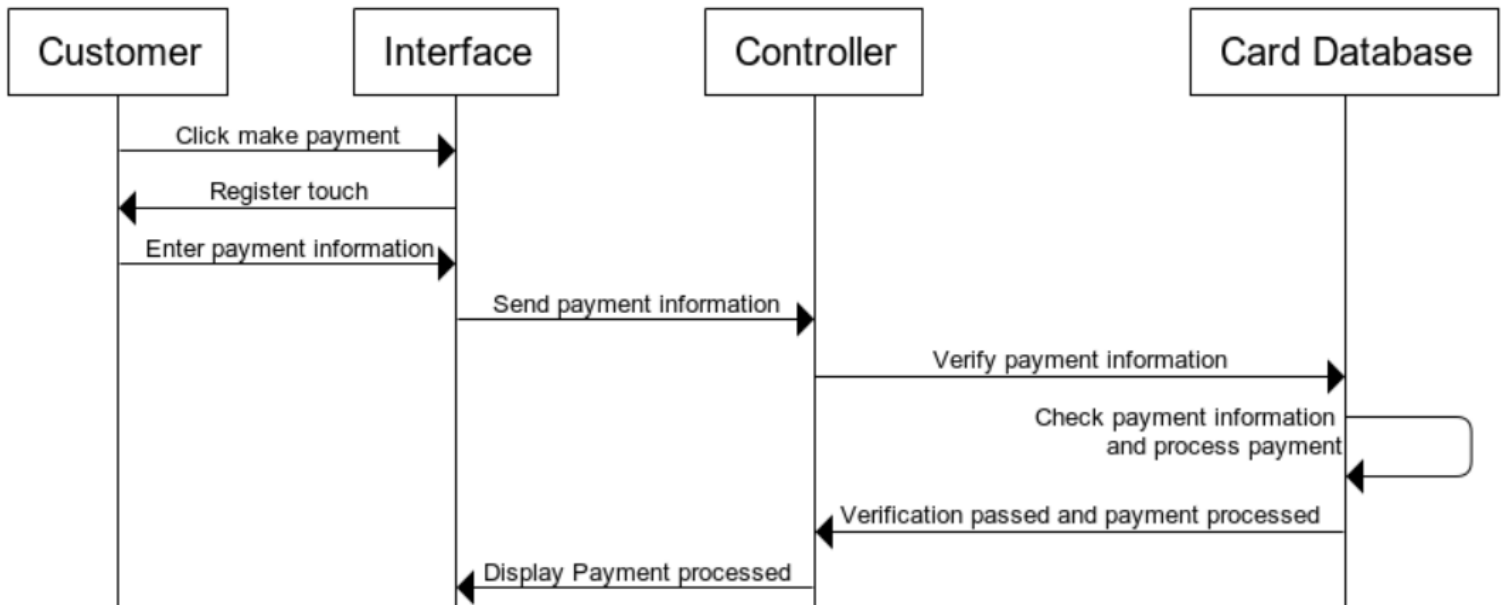 Customer
Interface
Controller
Card Database
Click make payment
Register touch
Enter payment information
Send payment information
Verify payment information
Check payment information
and process payment
Verification passed and payment processed
Display Payment processed